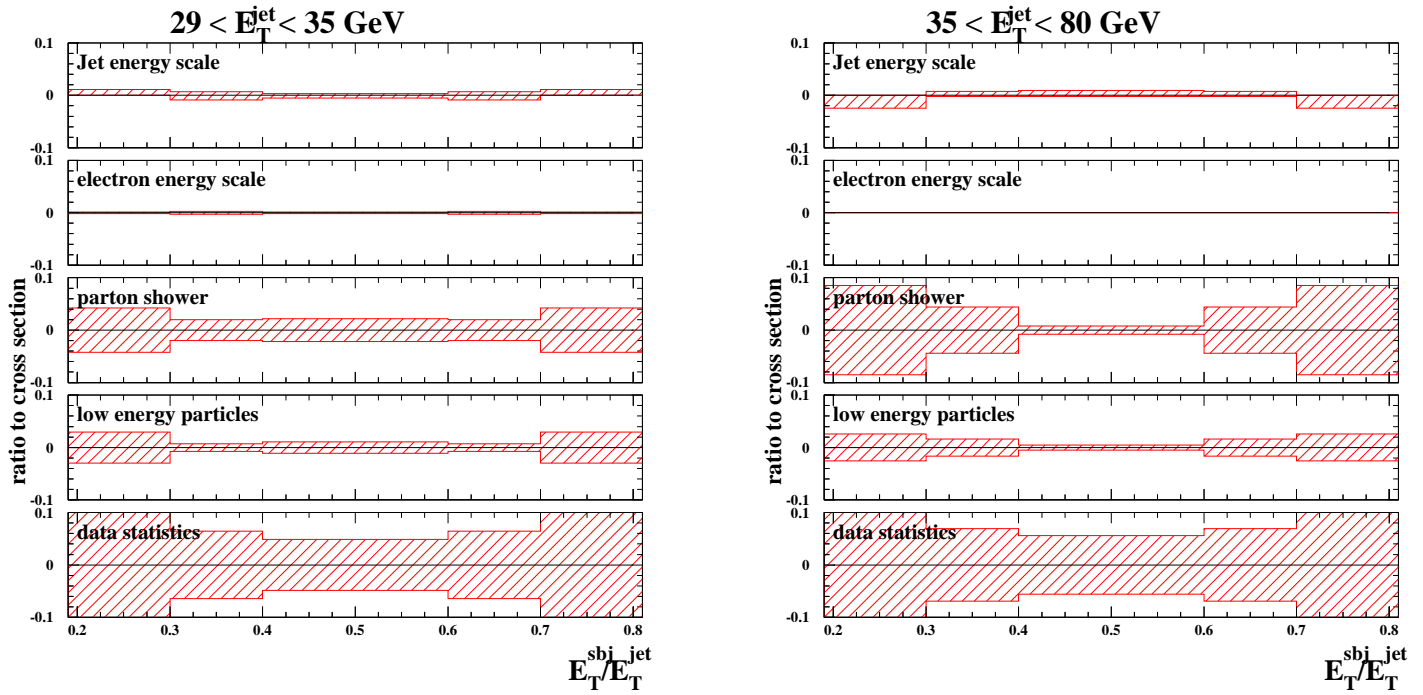 29 < E_T^jet < 35 GeV
0.1
Jet energy scale
0
-0.1
0.1
electron energy scale
0
-0.1
0.1
parton shower
0
-0.1
0.1
low energy particles
0
-0.1
0.1
data statistics
0
-0.1
0.2 0.3 0.4 0.5 0.6 0.7 0.8
ratio to cross section
E_T^sbj/E_T^jet
35 < E_T^jet < 80 GeV
0.1
Jet energy scale
0
-0.1
0.1
electron energy scale
0
-0.1
0.1
parton shower
0
-0.1
0.1
low energy particles
0
-0.1
0.1
data statistics
0
-0.1
0.2 0.3 0.4 0.5 0.6 0.7 0.8
ratio to cross section
E_T^sbj/E_T^jet